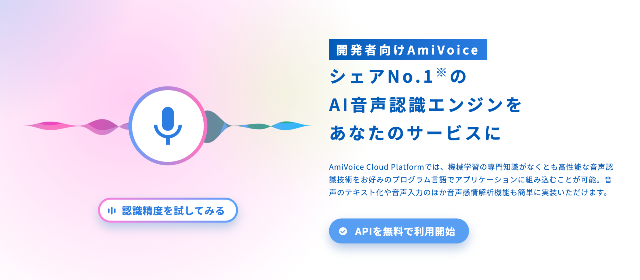 開発者向けAmiVoice
シェアNo.1※の
AI音声認識エンジンを
あなたのサービスに
AmiVoice Cloud Platformでは、機械学習の専門知識がなくとも高性能な音声認
識技術をお好みのプログラム言語でアプリケーションに組み込むことが可能。音
声のテキスト化や音声入力のほか音声感情解析機能も簡単に実装いただけます。
認識精度を試してみる
APIを無料で利用開始